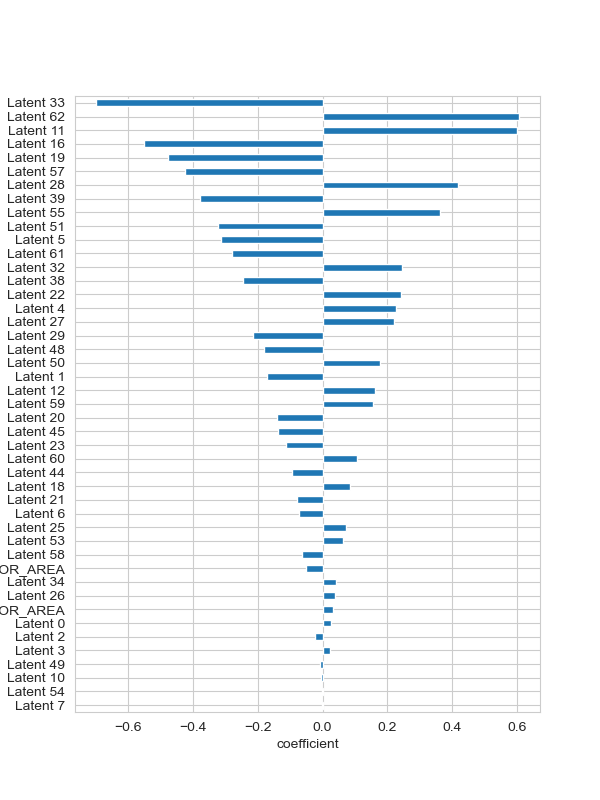 Latent 33
Latent 62
Latent 11
Latent 16
Latent 19
Latent 57
Latent 28
Latent 39
Latent 55
Latent 51
Latent 5
Latent 61
Latent 32
Latent 38
Latent 22
Latent 4
Latent 27
Latent 29
Latent 48
Latent 50
Latent 1
Latent 12
Latent 59
Latent 20
Latent 45
Latent 23
Latent 60
Latent 44
Latent 18
Latent 21
Latent 6
Latent 25
Latent 53
Latent 58
OR_AREA
Latent 34
Latent 26
OR_AREA
Latent 0
Latent 2
Latent 3
Latent 49
Latent 10
Latent 54
Latent 7
−0.6 −0.4 −0.2 0.0 0.2 0.4 0.6
coefficient